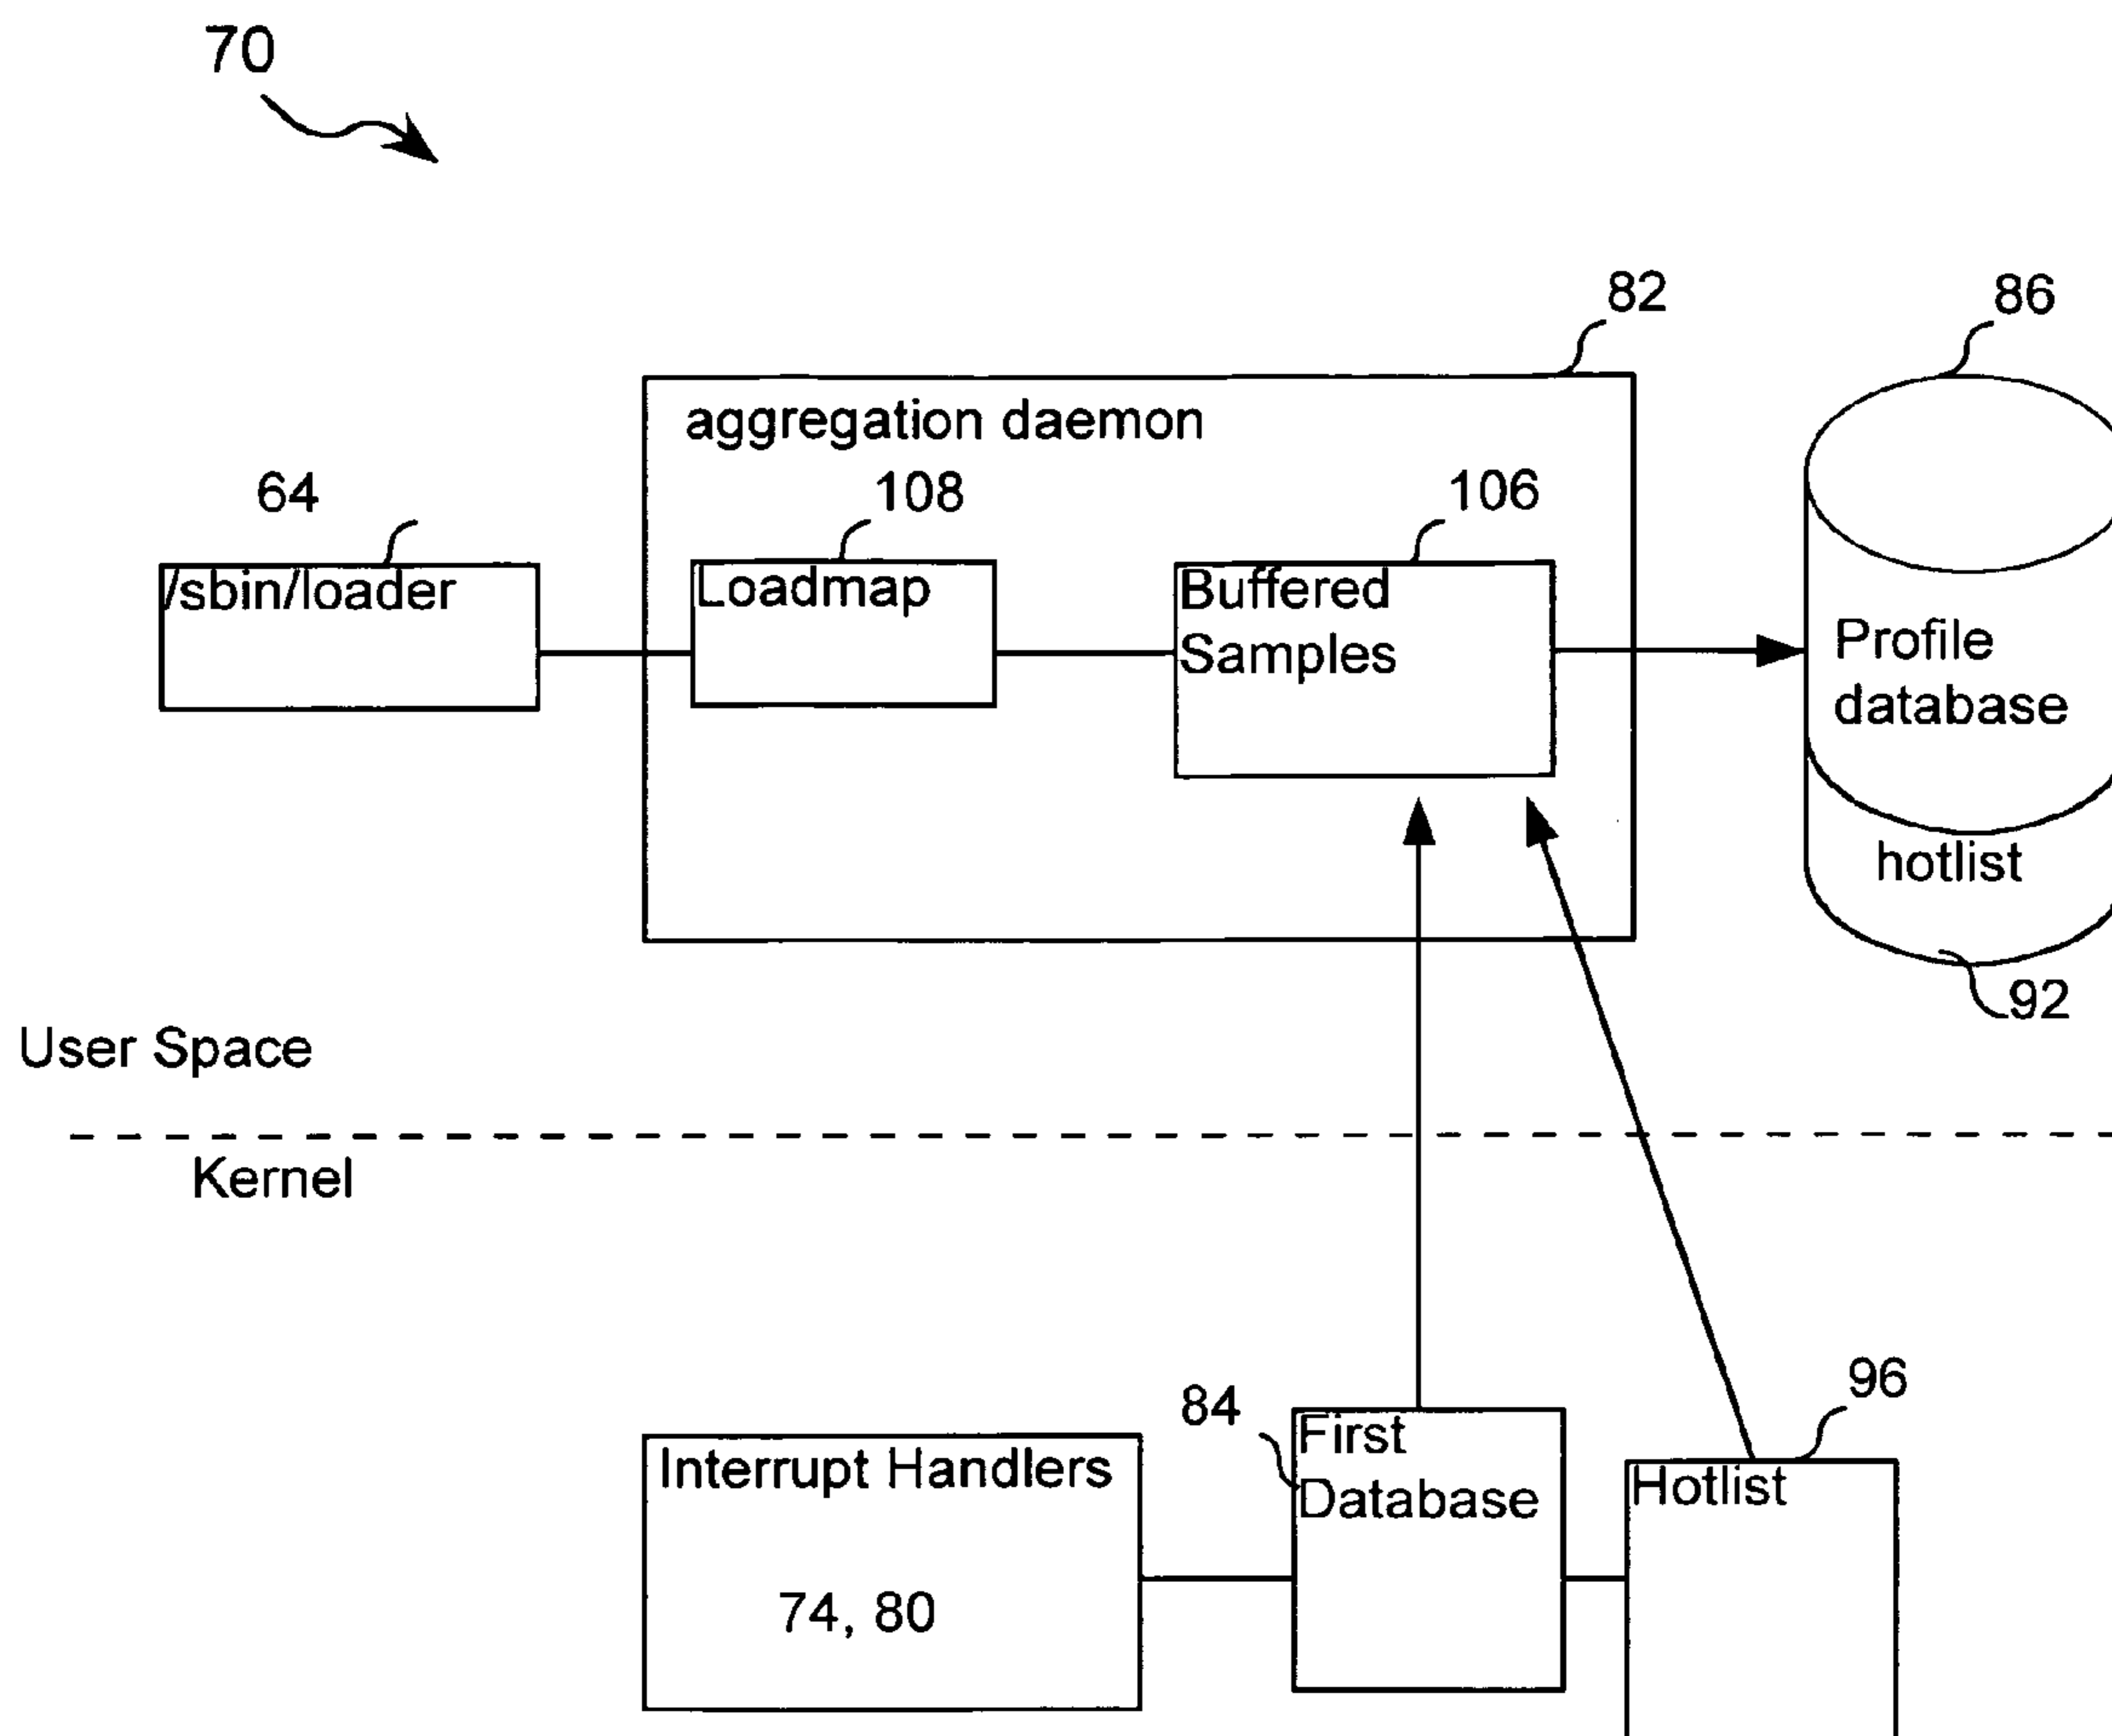 70
82
86
aggregation daemon
64
108
106
/sbin/loader
Loadmap
Buffered
Samples
Profile
database
hotlist
92
User Space
Kernel
84
96
First
Database
Interrupt Handlers
Hotlist
74, 80